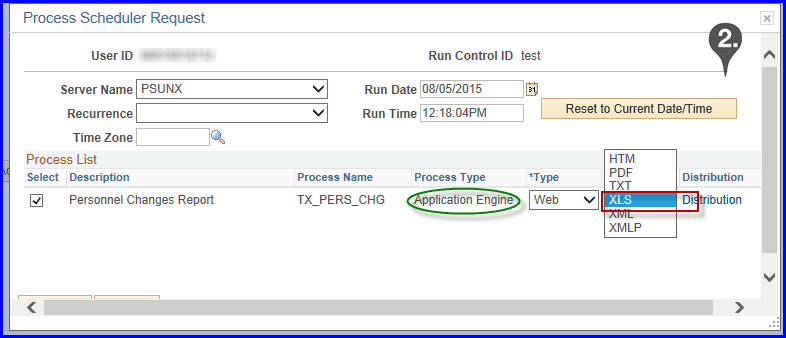 Process Scheduler Request
2.
User ID
Run Control ID test
Server Name PSUNX Run Date 08/05/2015 31
Recurrence Run Time 12:18:04PM Reset to Current Date/Time
Time Zone
Process List
Select Description Process Name Process Type *Type Distribution
Personnel Changes Report TX_PERS_CHG Application Engine Web Distribution
HTM
PDF
TXT
XLS
XML
XMLP